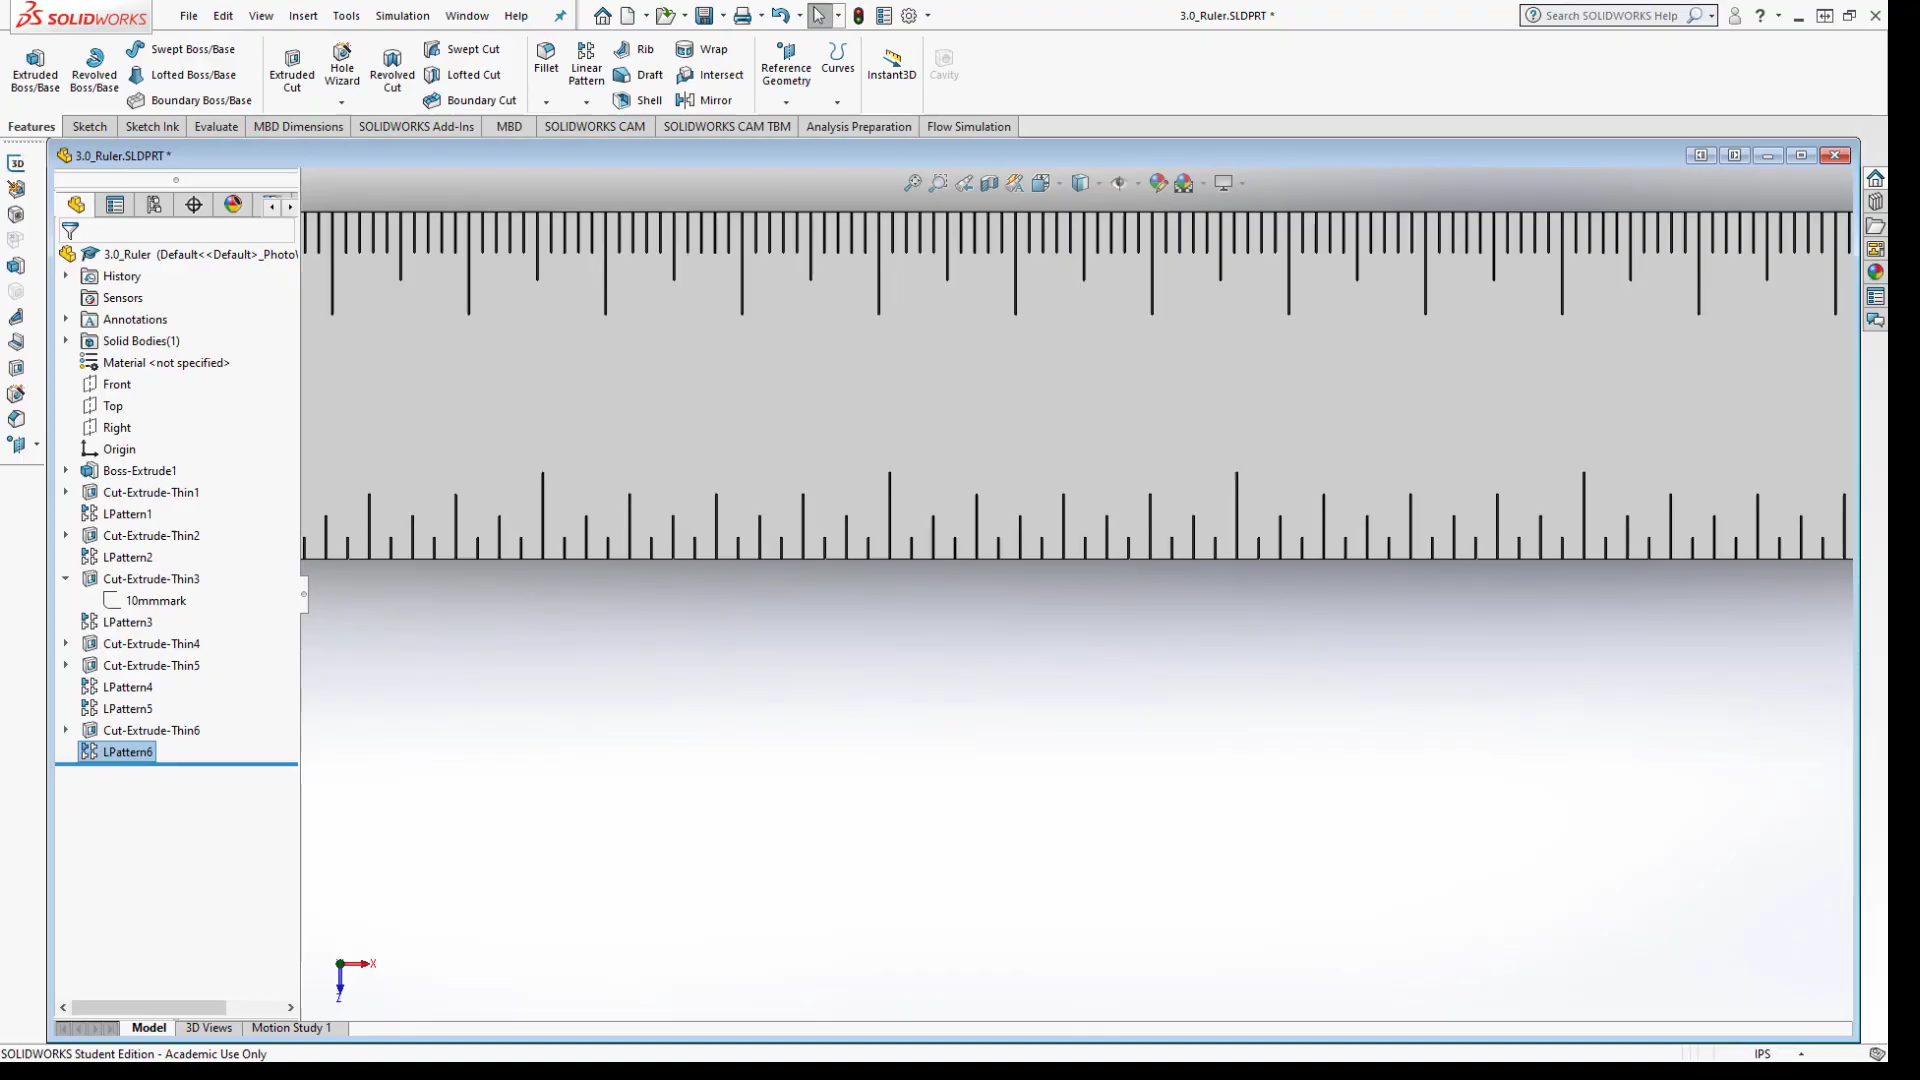 SOLIDWORKS File Edit View Insert Tools Simulation Window Help 3.0_Ruler.SLDPRT * Search SOLIDWORKS Help
Extruded Boss/Base
Revolved Boss/Base
Swept Boss/Base
Lofted Boss/Base
Boundary Boss/Base
Extruded Cut
Hole Wizard
Revolved Cut
Swept Cut
Lofted Cut
Boundary Cut
Fillet
Linear Pattern
Rib
Draft
Shell
Wrap
Intersect
Mirror
Reference Geometry
Curves
Instant3D
Cavity
Features Sketch Sketch Ink Evaluate MBD Dimensions SOLIDWORKS Add-Ins MBD SOLIDWORKS CAM SOLIDWORKS CAM TBM Analysis Preparation Flow Simulation
3.0_Ruler.SLDPRT *
3D
3.0_Ruler (Default<<Default>_Photo
History
Sensors
Annotations
Solid Bodies(1)
Material <not specified>
Front
Top
Right
Origin
Boss-Extrude1
Cut-Extrude-Thin1
LPattern1
Cut-Extrude-Thin2
LPattern2
Cut-Extrude-Thin3
10mmmark
LPattern3
Cut-Extrude-Thin4
Cut-Extrude-Thin5
LPattern4
LPattern5
Cut-Extrude-Thin6
LPattern6
X
Z
Model 3D Views Motion Study 1
SOLIDWORKS Student Edition - Academic Use Only IPS